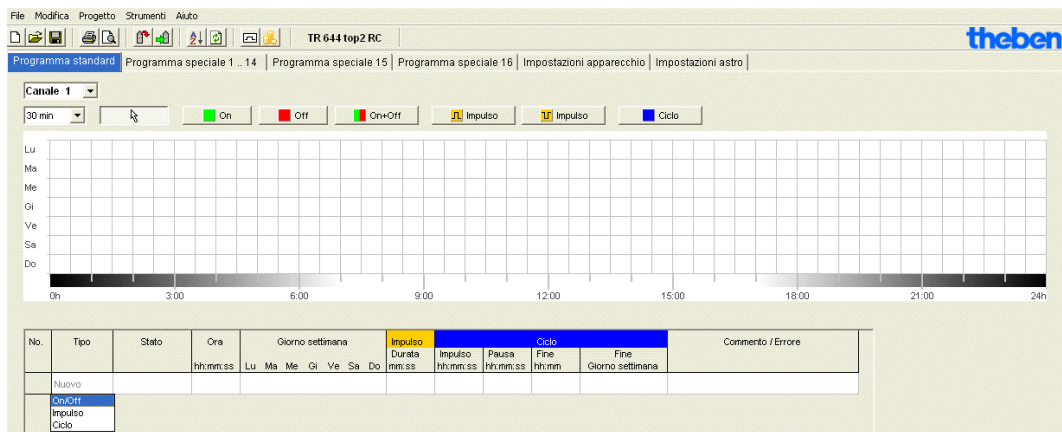 File Modifica Progetto Strumenti Aiuto
TR 644 top2 RC
theben
Programma standard Programma speciale 1 .. 14 Programma speciale 15 Programma speciale 16 Impostazioni apparecchio Impostazioni astro
Canale 1
30 min On Off On+Off Impulso Impulso Ciclo
Lu
Ma
Me
Gi
Ve
Sa
Do
0h 3:00 6:00 9:00 12:00 15:00 18:00 21:00 24h
No. Tipo Stato Ora Giorno settimana Impulso Ciclo Commento / Errore
Durata Impulso Pausa Fine Fine
hh:mm:ss Lu Ma Me Gi Ve Sa Do mm:ss hh:mm:ss hh:mm:ss hh:mm Giorno settimana
Nuovo
On/Off
Impulso
Ciclo